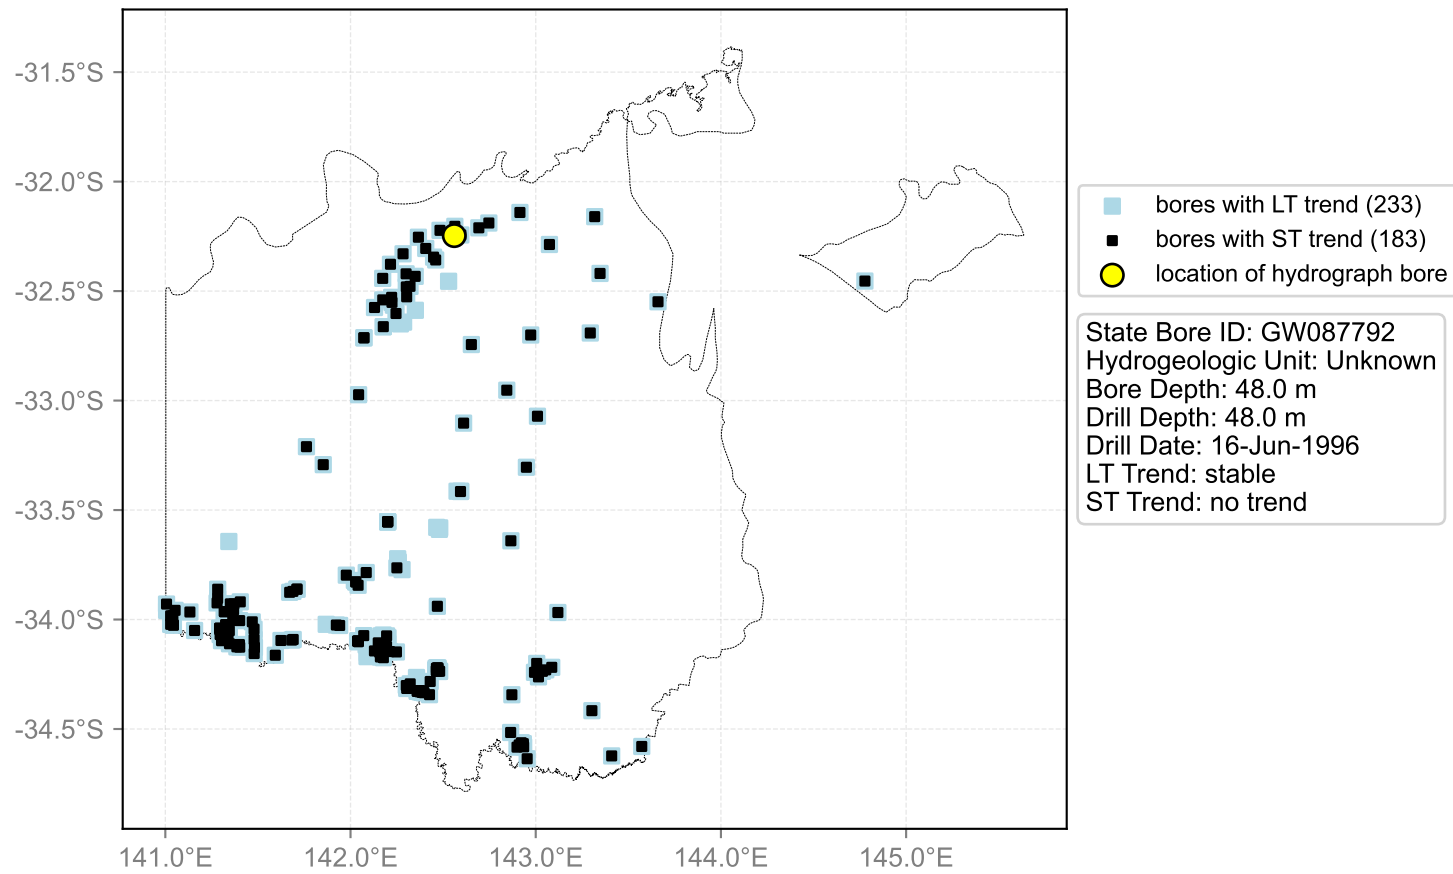 -31.5°S
-32.0°S
-32.5°S
-33.0°S
-33.5°S
-34.0°S
-34.5°S
141.0°E 142.0°E 143.0°E 144.0°E 145.0°E
bores with LT trend (233)
bores with ST trend (183)
location of hydrograph bore
State Bore ID: GW087792
Hydrogeologic Unit: Unknown
Bore Depth: 48.0 m
Drill Depth: 48.0 m
Drill Date: 16-Jun-1996
LT Trend: stable
ST Trend: no trend